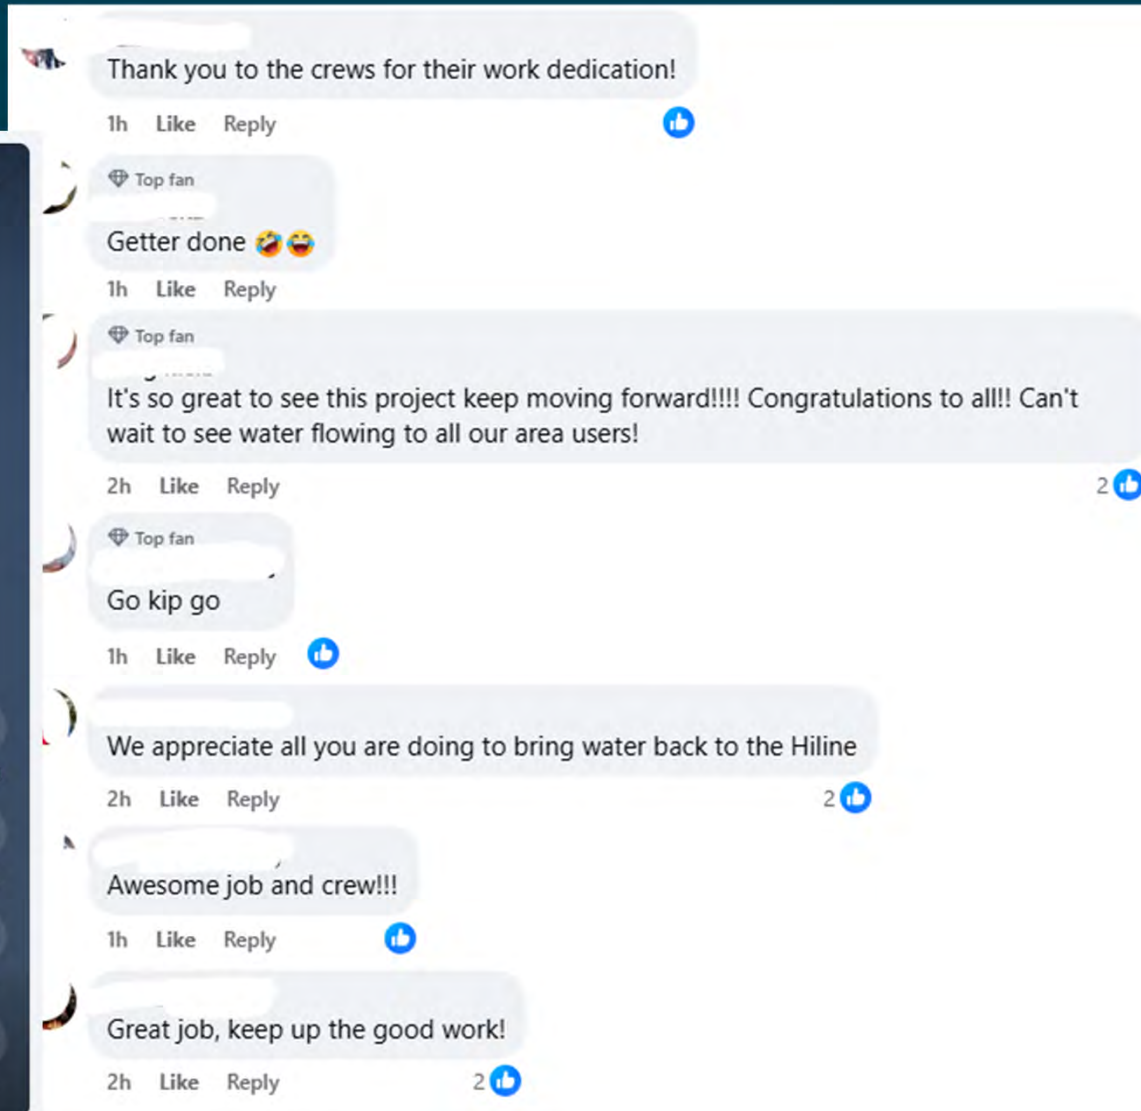 Thank you to the crews for their work dedication!
1h Like Reply
Top fan
Getter done 🤣😂
1h Like Reply
Top fan
It's so great to see this project keep moving forward!!!! Congratulations to all!! Can't
wait to see water flowing to all our area users!
2h Like Reply 2
Top fan
Go kip go
1h Like Reply
We appreciate all you are doing to bring water back to the Hiline
2h Like Reply 2
Awesome job and crew!!!
1h Like Reply
Great job, keep up the good work!
2h Like Reply 2